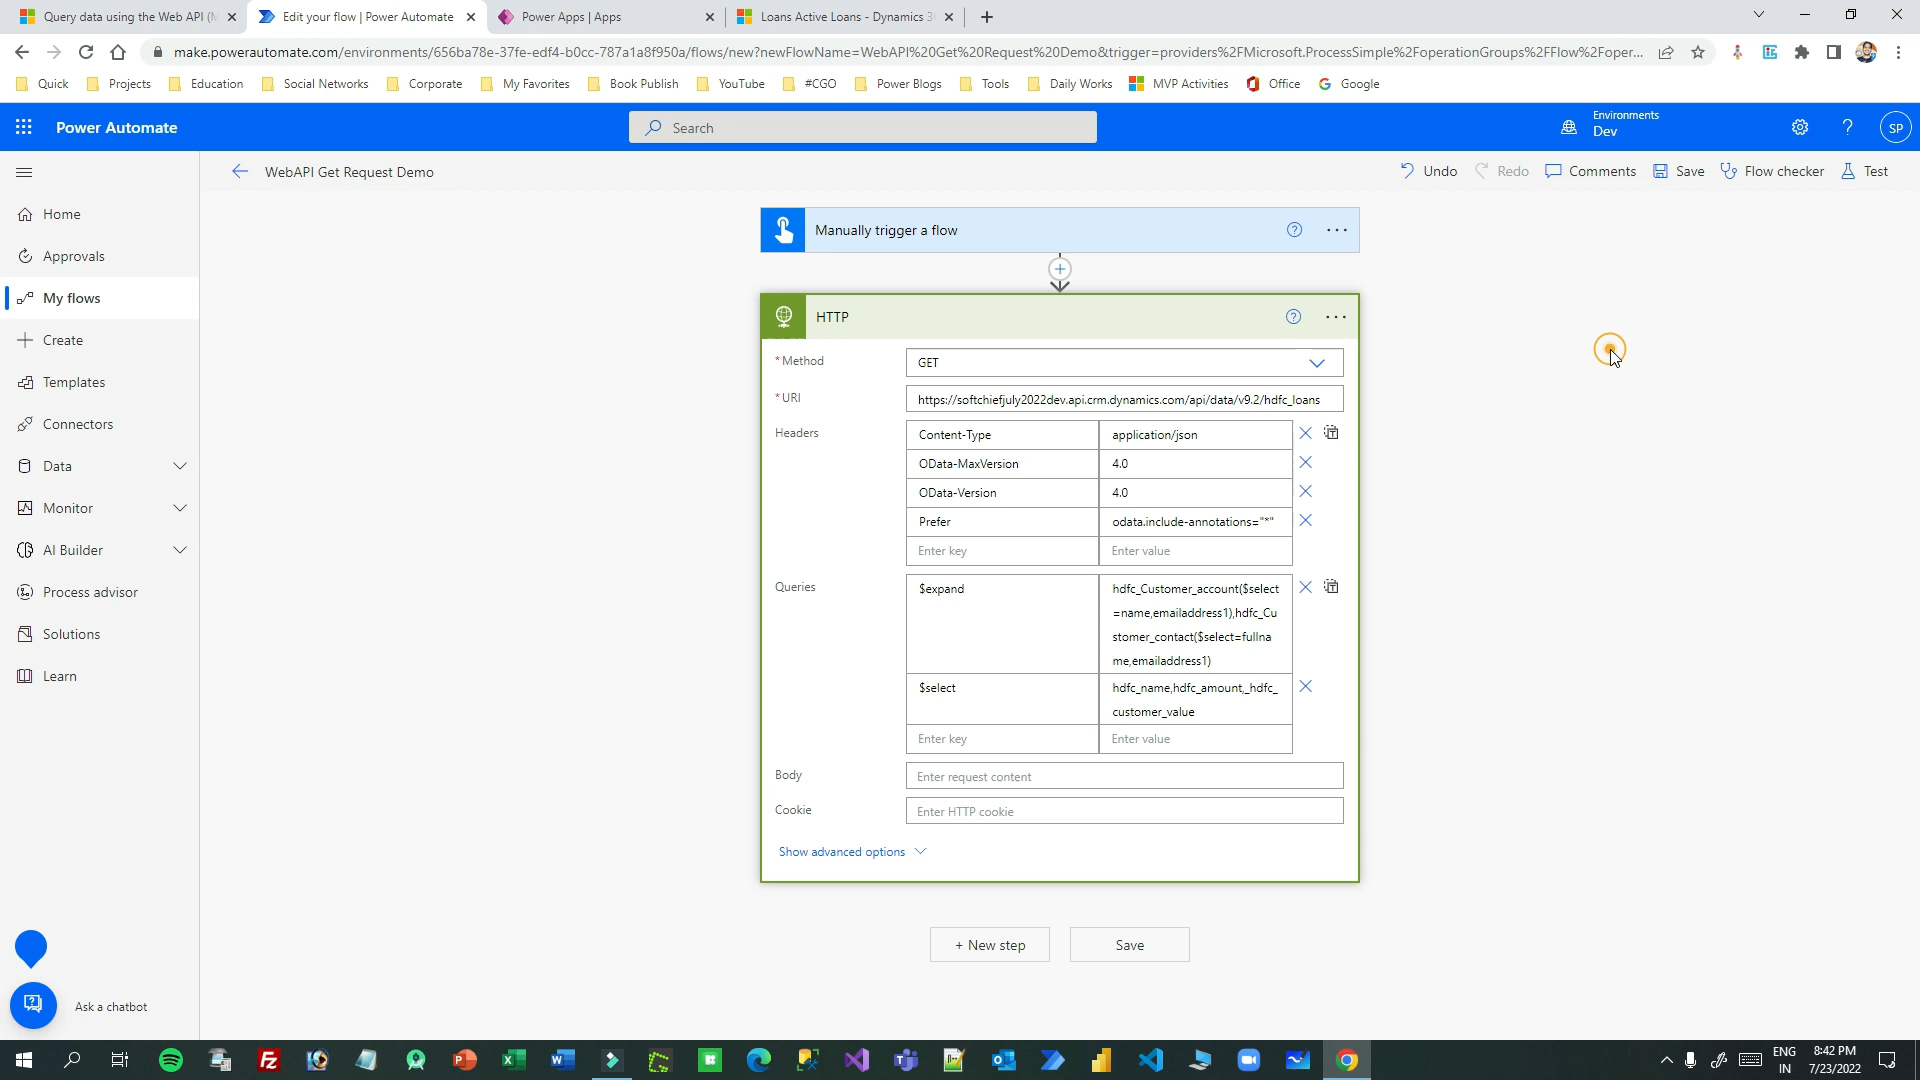 Query data using the Web API (M
Edit your flow | Power Automate
Power Apps | Apps
Loans Active Loans - Dynamics 3
make.powerautomate.com/environments/656ba78e-37fe-edf4-b0cc-787a1a8f950a/flows/new?newFlowName=WebAPI%20Get%20Request%20Demo&trigger=providers%2FMicrosoft.ProcessSimple%2FoperationGroups%2FFlow%2Foper...
Quick
Projects
Education
Social Networks
Corporate
My Favorites
Book Publish
YouTube
#CGO
Power Blogs
Tools
Daily Works
MVP Activities
Office
Google
Power Automate
Search
Environments
Dev
SP
WebAPI Get Request Demo
Undo
Redo
Comments
Save
Flow checker
Test
Home
Approvals
My flows
Create
Templates
Connectors
Data
Monitor
AI Builder
Process advisor
Solutions
Learn
Ask a chatbot
Manually trigger a flow
HTTP
* Method
GET
* URI
https://softchiefjuly2022dev.api.crm.dynamics.com/api/data/v9.2/hdfc_loans
Headers
Content-Type
application/json
OData-MaxVersion
4.0
OData-Version
4.0
Prefer
odata.include-annotations="*"
Enter key
Enter value
Queries
$expand
hdfc_Customer_account($select
=name,emailaddress1),hdfc_Cu
stomer_contact($select=fullna
me,emailaddress1)
$select
hdfc_name,hdfc_amount,_hdfc_
customer_value
Enter key
Enter value
Body
Enter request content
Cookie
Enter HTTP cookie
Show advanced options
+ New step
Save
ENG
IN
8:42 PM
7/23/2022